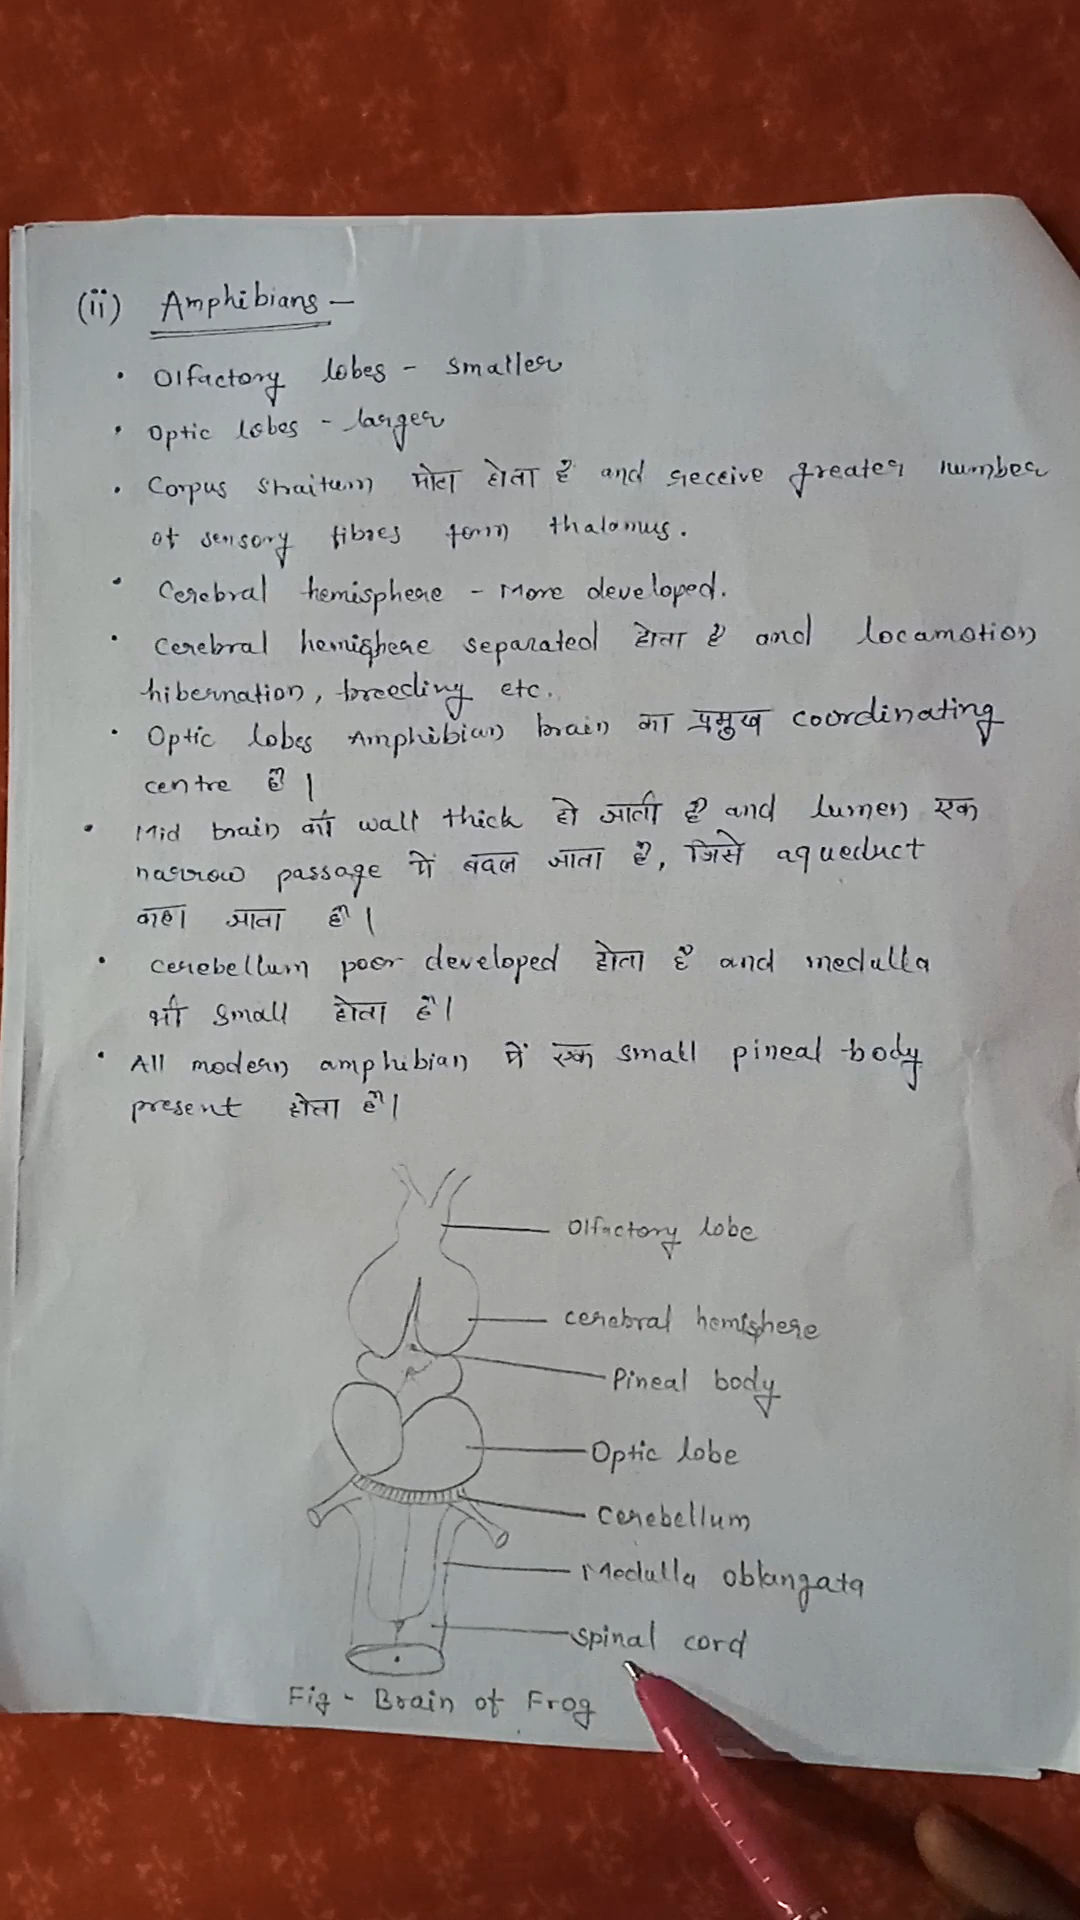 (ii) Amphibians —
• Olfactory lobes - smaller
• Optic lobes - larger
• Corpus straitum मोटा होता है and receive greater number
of sensory fibres form thalamus.
• Cerebral hemisphere - More developed.
• Cerebral hemisphere separated होता है and locamotion
hibernation, breeding etc.
• Optic lobes Amphibian brain का प्रमुख coordinating
centre है।
• Mid brain की wall thick हो जाती है and lumen एक
narrow passage में बदल जाता है, जिसे aqueduct
कहा जाता है।
• Cerebellum poor developed होता है and medulla
भी small होता है।
• All modern amphibian में एक small pineal body
present होता है।
Olfactory lobe
cerebral hemisphere
Pineal body
Optic lobe
Cerebellum
Medulla oblangata
spinal cord
Fig - Brain of Frog